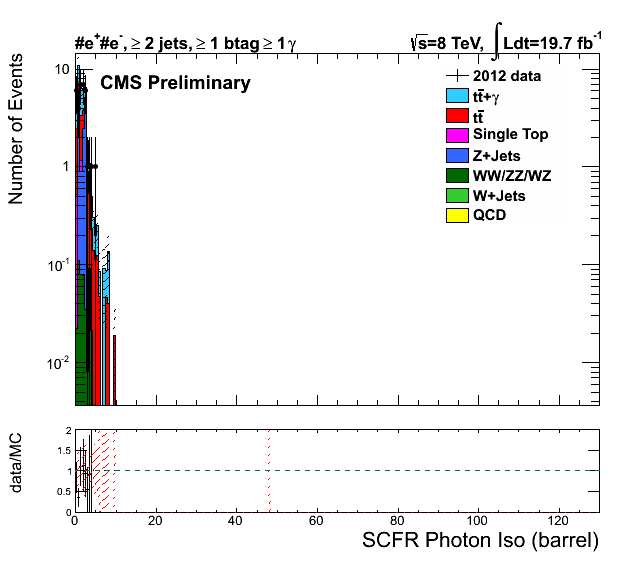 #e⁺#e⁻, ≥ 2 jets, ≥ 1 btag ≥ 1γ
√s=8 TeV, ∫Ldt=19.7 fb⁻¹
CMS Preliminary
Number of Events
10
1
10⁻¹
10⁻²
2012 data
tt̄+γ
tt̄
Single Top
Z+Jets
WW/ZZ/WZ
W+Jets
QCD
data/MC
2
1.5
1
0.5
0
0 20 40 60 80 100 120
SCFR Photon Iso (barrel)